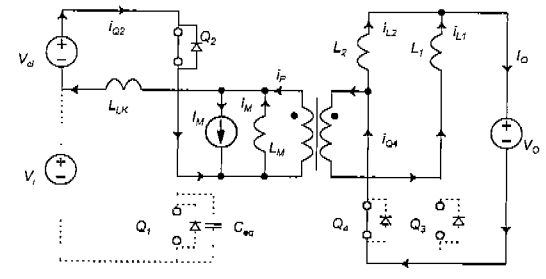 i_Q2
Q_2
V_d
L_LK
i_P
I_M
i_M
L_M
L_2
i_L2
L_1
i_L1
I_O
i_Q4
V_O
V_i
Q_1
C_eq
Q_4
Q_3